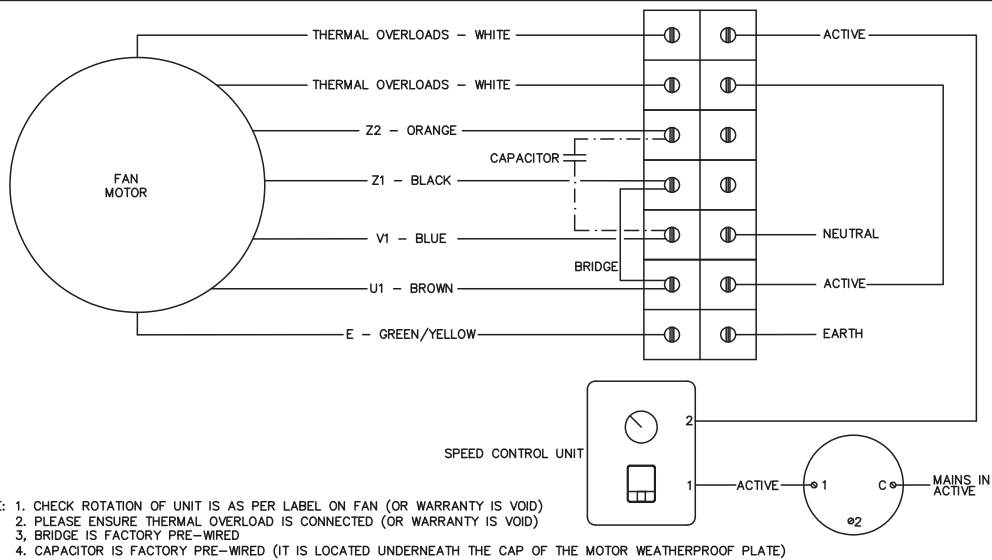 THERMAL OVERLOADS - WHITE
ACTIVE
THERMAL OVERLOADS - WHITE
Z2 - ORANGE
CAPACITOR
FAN
MOTOR
Z1 - BLACK
V1 - BLUE
NEUTRAL
BRIDGE
U1 - BROWN
ACTIVE
E - GREEN/YELLOW
EARTH
2
SPEED CONTROL UNIT
1
ACTIVE
1
C
MAINS IN
ACTIVE
2
E: 1. CHECK ROTATION OF UNIT IS AS PER LABEL ON FAN (OR WARRANTY IS VOID)
2. PLEASE ENSURE THERMAL OVERLOAD IS CONNECTED (OR WARRANTY IS VOID)
3, BRIDGE IS FACTORY PRE-WIRED
4. CAPACITOR IS FACTORY PRE-WIRED (IT IS LOCATED UNDERNEATH THE CAP OF THE MOTOR WEATHERPROOF PLATE)